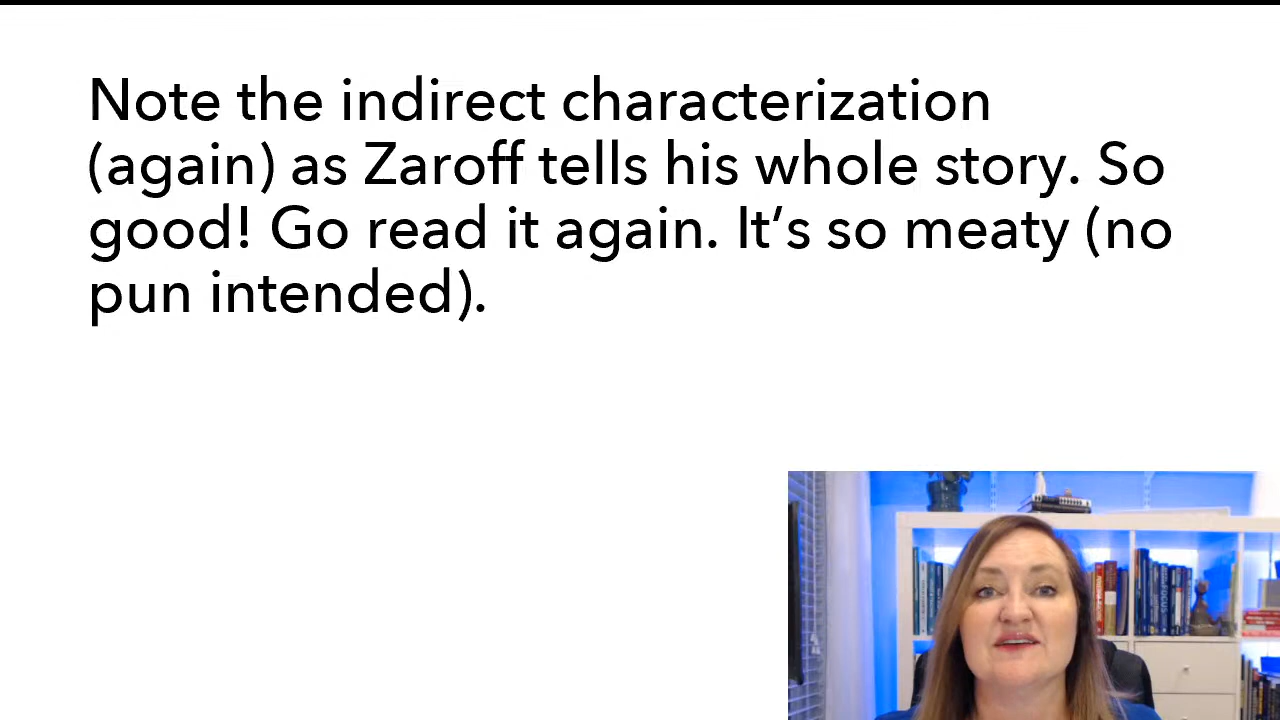 Note the indirect characterization
(again) as Zaroff tells his whole story. So
good! Go read it again. It’s so meaty (no
pun intended).
FOCUS